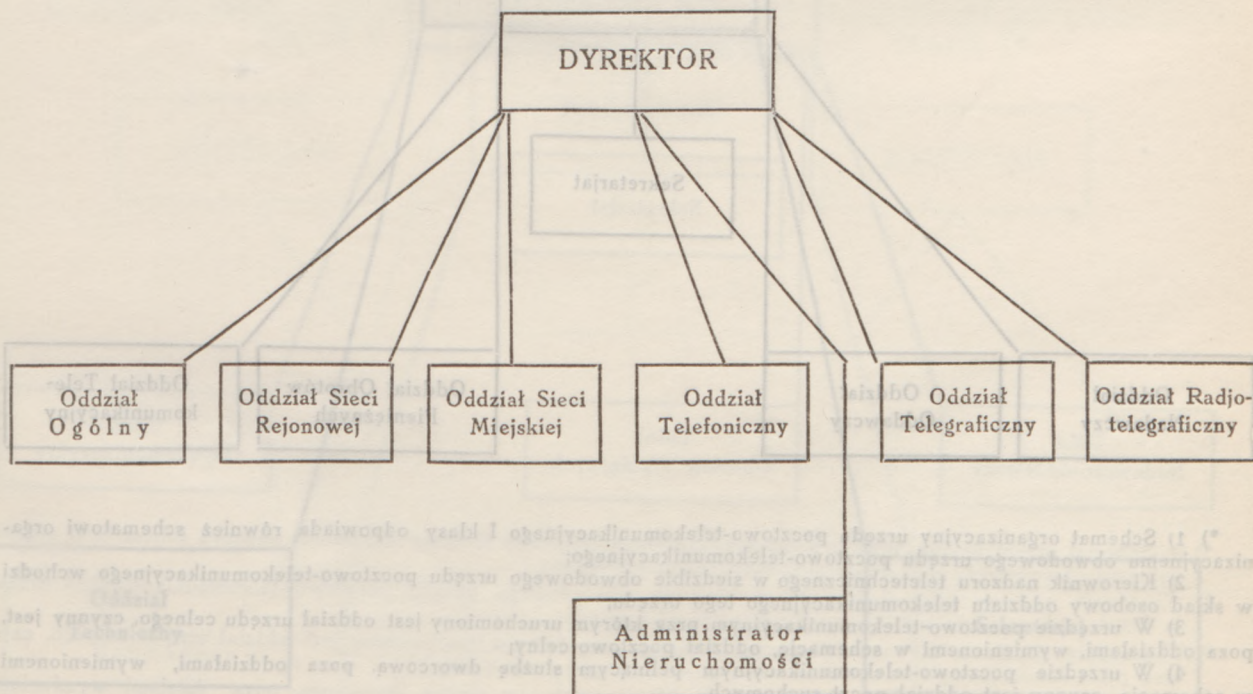 DYREKTOR
Oddział
Ogólny
Oddział Sieci
Rejonowej
Oddział Sieci
Miejskiej
Oddział
Telefoniczny
Oddział
Telegraficzny
Oddział Radjo-
telegraficzny
Administrator
Nieruchomości